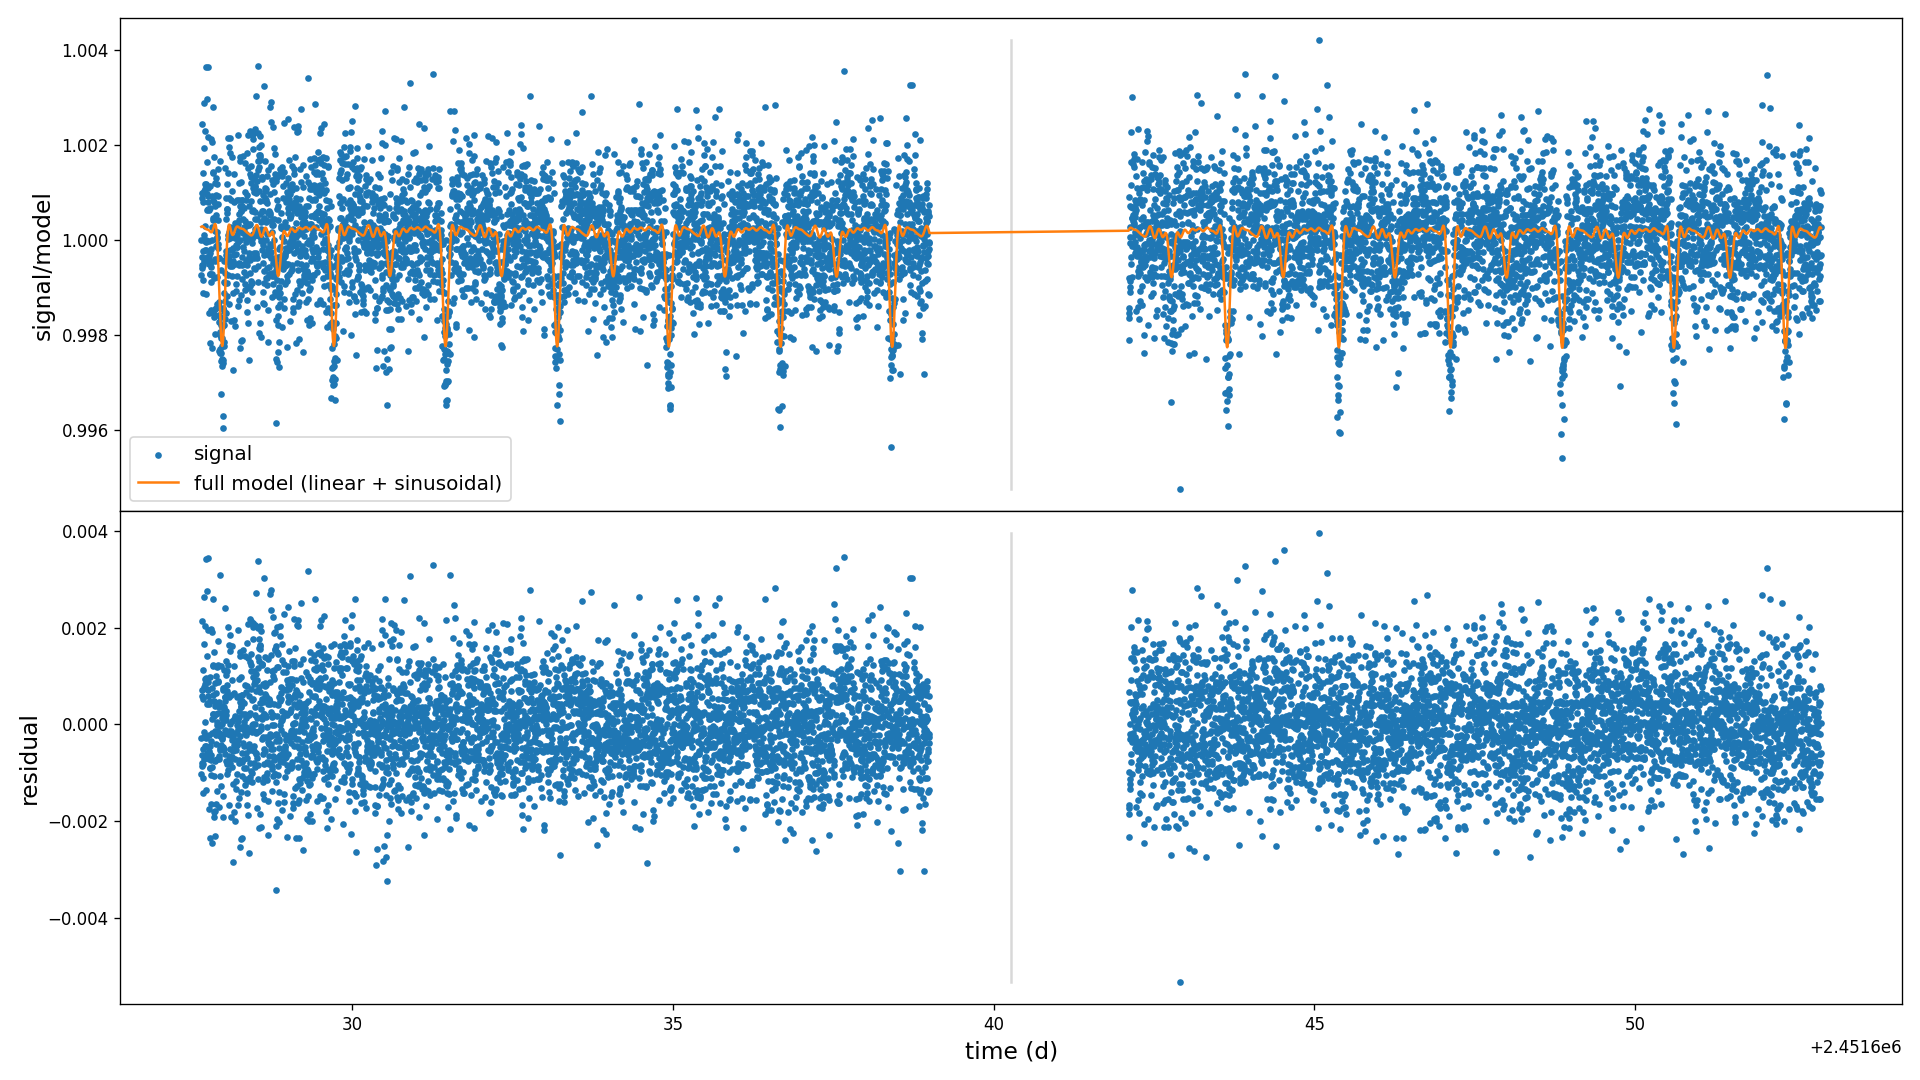 1.004
1.002
1.000
0.998
0.996
signal/model
signal
full model (linear + sinusoidal)
0.004
0.002
0.000
−0.002
−0.004
residual
30
35
40
45
50
time (d)
+2.4516e6